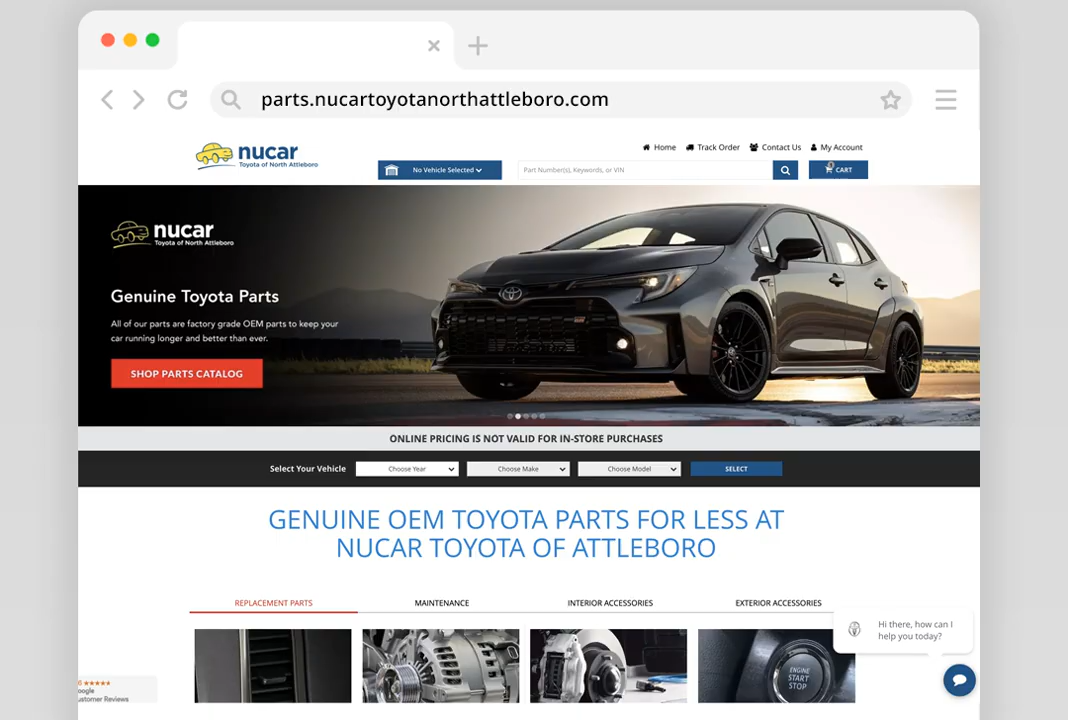 parts.nucartoyotanorthattleboro.com
nucar
Toyota of North Attleboro
Home Track Order Contact Us My Account
No Vehicle Selected
Part Number(s), Keywords, or VIN
CART
nucar
Toyota of North Attleboro
Genuine Toyota Parts
All of our parts are factory grade OEM parts to keep your
car running longer and better than ever.
SHOP PARTS CATALOG
ONLINE PRICING IS NOT VALID FOR IN-STORE PURCHASES
Select Your Vehicle Choose Year Choose Make Choose Model SELECT
GENUINE OEM TOYOTA PARTS FOR LESS AT
NUCAR TOYOTA OF ATTLEBORO
REPLACEMENT PARTS MAINTENANCE INTERIOR ACCESSORIES EXTERIOR ACCESSORIES
Hi there, how can I
help you today?
ENGINE
START
STOP
6
oogle
ustomer Reviews